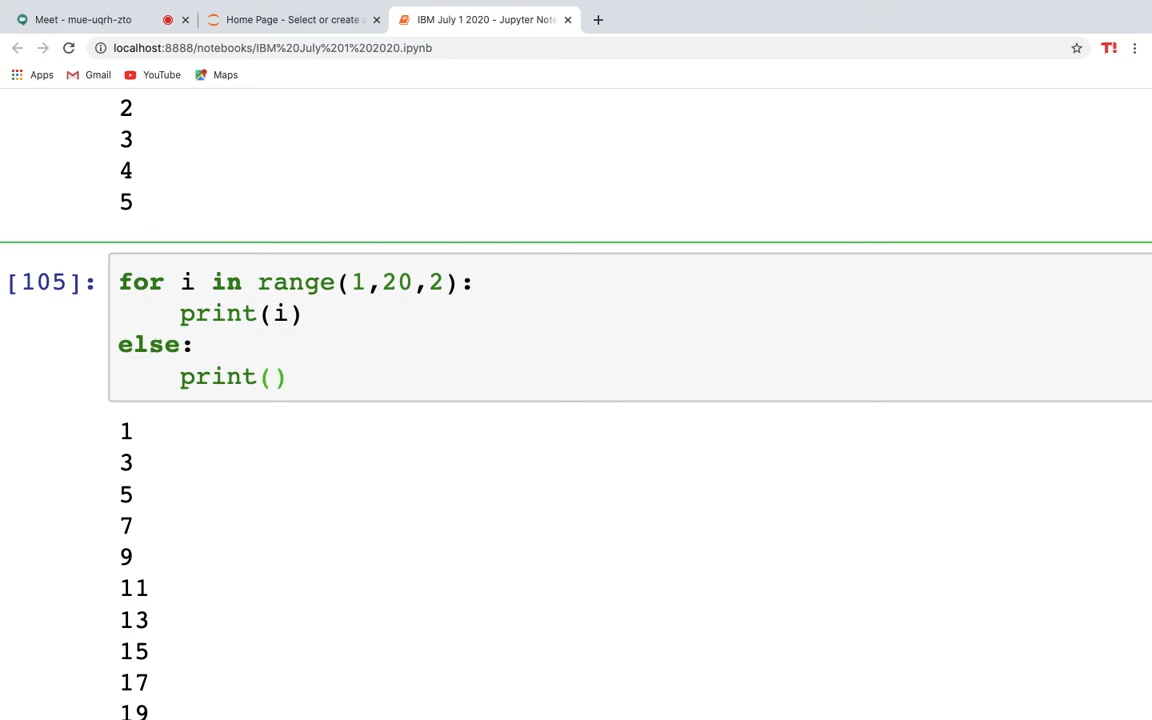 Meet - mue-uqrh-zto
Home Page - Select or create a
IBM July 1 2020 - Jupyter Note
localhost:8888/notebooks/IBM%20July%201%202020.ipynb
T!
Apps Gmail YouTube Maps
2
3
4
5
[105]: for i in range(1,20,2):
print(i)
else:
print()
1
3
5
7
9
11
13
15
17
19